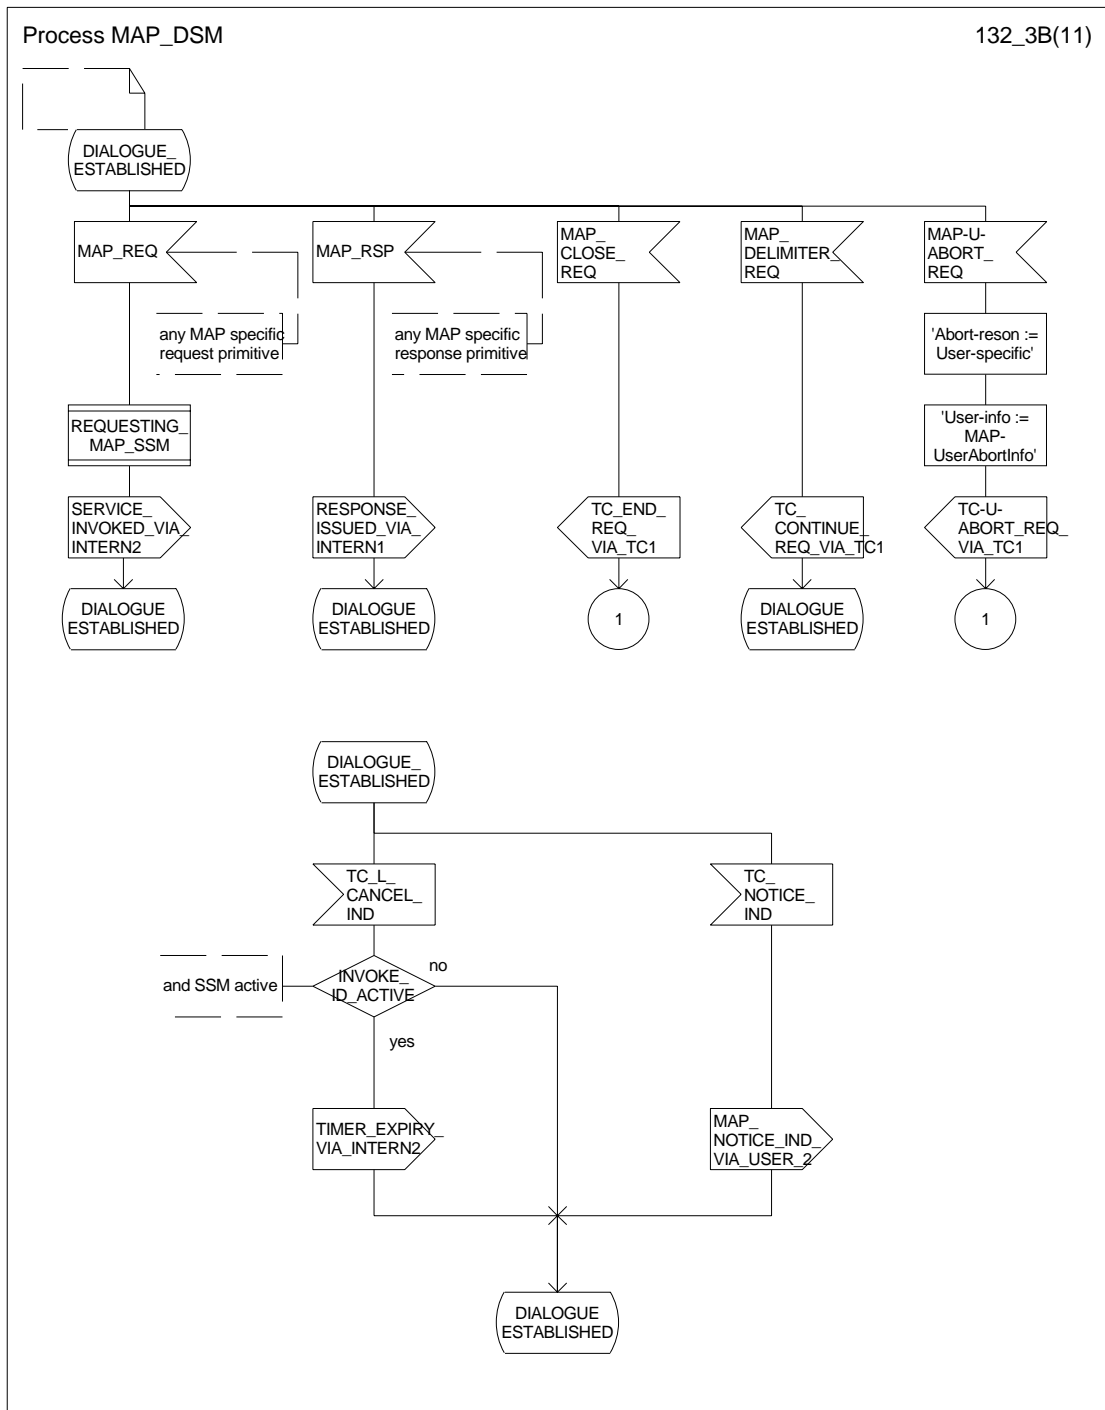 Process MAP_DSM
132_3B(11)
DIALOGUE_
ESTABLISHED
MAP_REQ
MAP_RSP
MAP_
CLOSE_
REQ
MAP_
DELIMITER_
REQ
MAP-U-
ABORT_
REQ
any MAP specific
request primitive
any MAP specific
response primitive
'Abort-reson :=
User-specific'
REQUESTING_
MAP_SSM
'User-info :=
MAP-
UserAbortInfo'
SERVICE_
INVOKED_VIA_
INTERN2
RESPONSE_
ISSUED_VIA_
INTERN1
TC_END_
REQ_
VIA_TC1
TC_
CONTINUE_
REQ_VIA_TC1
TC-U-
ABORT_REQ_
VIA_TC1
DIALOGUE
ESTABLISHED
DIALOGUE
ESTABLISHED
1
DIALOGUE
ESTABLISHED
1
DIALOGUE_
ESTABLISHED
TC_L_
CANCEL_
IND
TC_
NOTICE_
IND
and SSM active
INVOKE_
ID_ACTIVE
no
yes
TIMER_EXPIRY_
VIA_INTERN2
MAP_
NOTICE_IND_
VIA_USER_2
DIALOGUE
ESTABLISHED